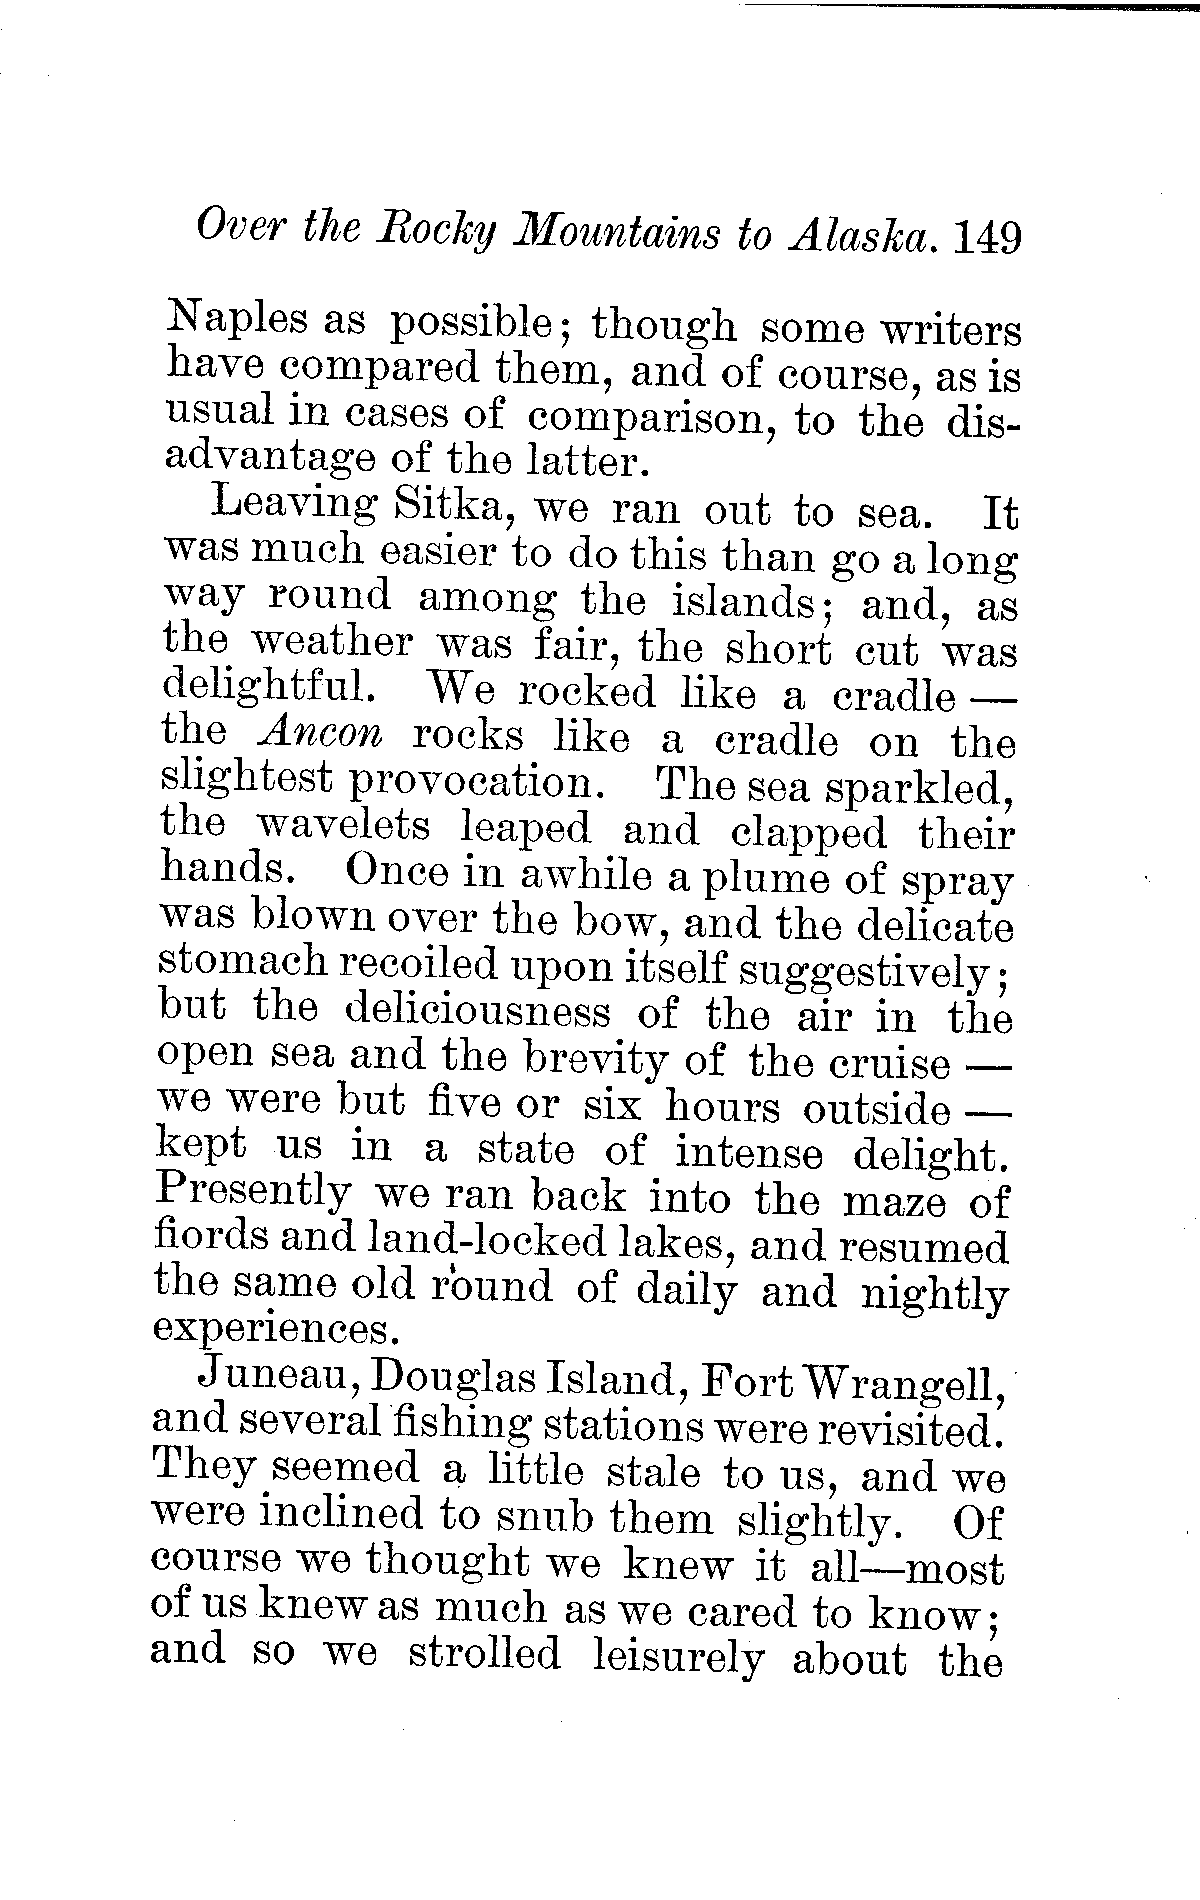 Over the Rocky Mountains to Alaska. 149
Naples as possible; though some writers
have compared them, and of course, as is
usual in cases of comparison, to the dis-
advantage of the latter.
Leaving Sitka, we ran out to sea. It
was much easier to do this than go a long
way round among the islands; and, as
the weather was fair, the short cut was
delightful. We rocked like a cradle —
the Ancon rocks like a cradle on the
slightest provocation. The sea sparkled,
the wavelets leaped and clapped their
hands. Once in awhile a plume of spray
was blown over the bow, and the delicate
stomach recoiled upon itself suggestively;
but the deliciousness of the air in the
open sea and the brevity of the cruise —
we were but five or six hours outside —
kept us in a state of intense delight.
Presently we ran back into the maze of
fiords and land-locked lakes, and resumed
the same old round of daily and nightly
experiences.
Juneau, Douglas Island, Fort Wrangell,
and several fishing stations were revisited.
They seemed a little stale to us, and we
were inclined to snub them slightly. Of
course we thought we knew it all—most
of us knew as much as we cared to know;
and so we strolled leisurely about the